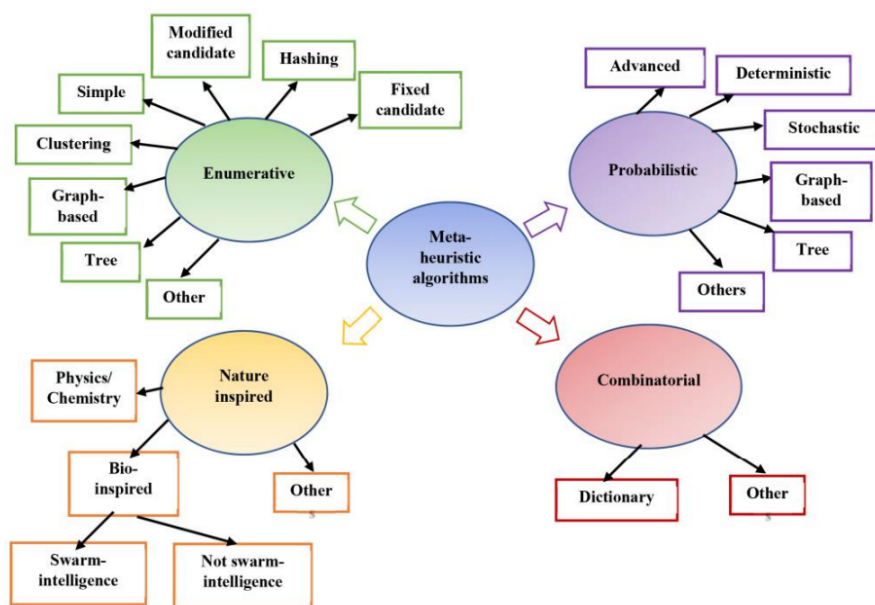 Modified
candidate
Hashing
Simple
Fixed
candidate
Clustering
Enumerative
Graph-
based
Tree
Other
Advanced
Deterministic
Stochastic
Probabilistic
Graph-
based
Tree
Others
Meta-
heuristic
algorithms
Physics/
Chemistry
Nature
inspired
Bio-
inspired
Other
s
Swarm-
intelligence
Not swarm-
intelligence
Combinatorial
Dictionary
Other
s